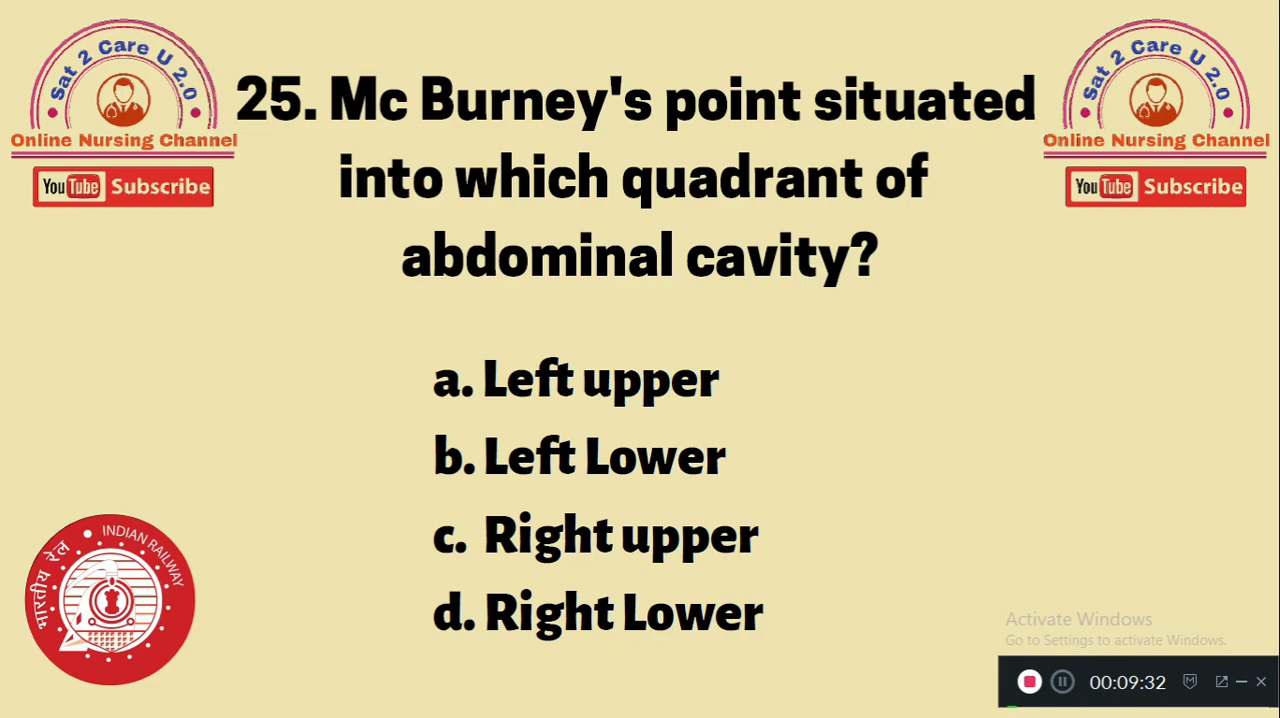 Sat 2 Care U 2.0
Online Nursing Channel
YouTube Subscribe
Sat 2 Care U 2.0
Online Nursing Channel
YouTube Subscribe
25. Mc Burney's point situated
into which quadrant of
abdominal cavity?
a. Left upper
b. Left Lower
c. Right upper
d. Right Lower
भारतीय रेल
INDIAN RAILWAY
Activate Windows
Go to Settings to activate Windows.
00:09:32